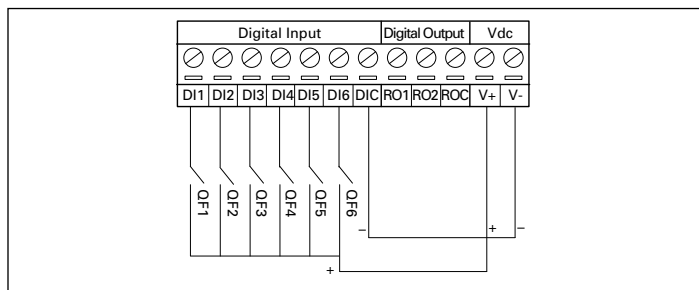 Digital Input Digital Output Vdc
DI1 DI2 DI3 DI4 DI5 DI6 DIC RO1 RO2 ROC V+ V-
QF1 QF2 QF3 QF4 QF5 QF6
− + −
+